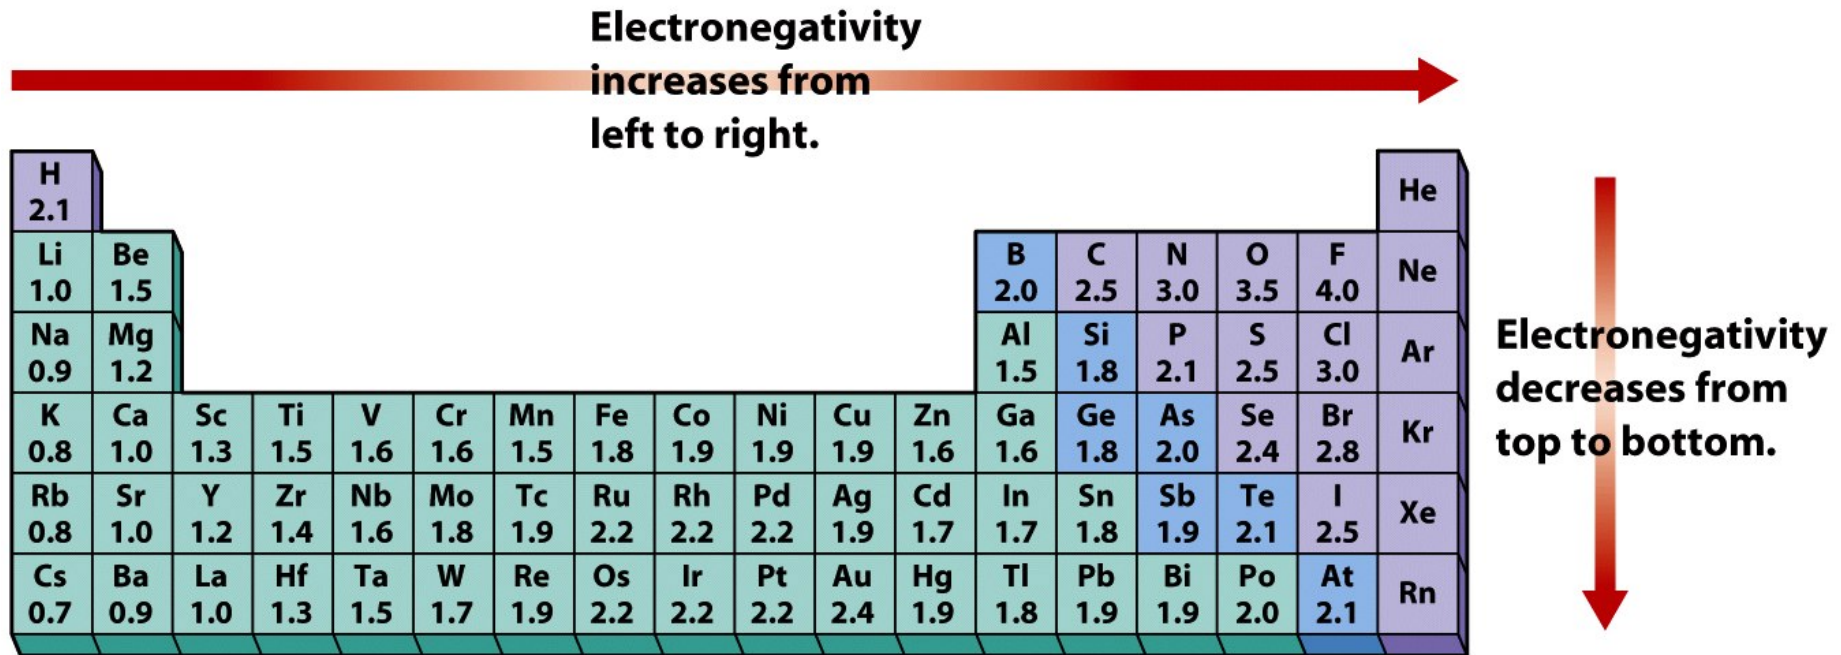 Electronegativity
increases from
left to right.
H
2.1
He
Li Be B C N O F Ne
1.0 1.5 2.0 2.5 3.0 3.5 4.0
Na Mg Al Si P S Cl Ar
0.9 1.2 1.5 1.8 2.1 2.5 3.0
K Ca Sc Ti V Cr Mn Fe Co Ni Cu Zn Ga Ge As Se Br Kr
0.8 1.0 1.3 1.5 1.6 1.6 1.5 1.8 1.9 1.9 1.9 1.6 1.6 1.8 2.0 2.4 2.8
Rb Sr Y Zr Nb Mo Tc Ru Rh Pd Ag Cd In Sn Sb Te I Xe
0.8 1.0 1.2 1.4 1.6 1.8 1.9 2.2 2.2 2.2 1.9 1.7 1.7 1.8 1.9 2.1 2.5
Cs Ba La Hf Ta W Re Os Ir Pt Au Hg Tl Pb Bi Po At Rn
0.7 0.9 1.0 1.3 1.5 1.7 1.9 2.2 2.2 2.2 2.4 1.9 1.8 1.9 1.9 2.0 2.1
Electronegativity
decreases from
top to bottom.